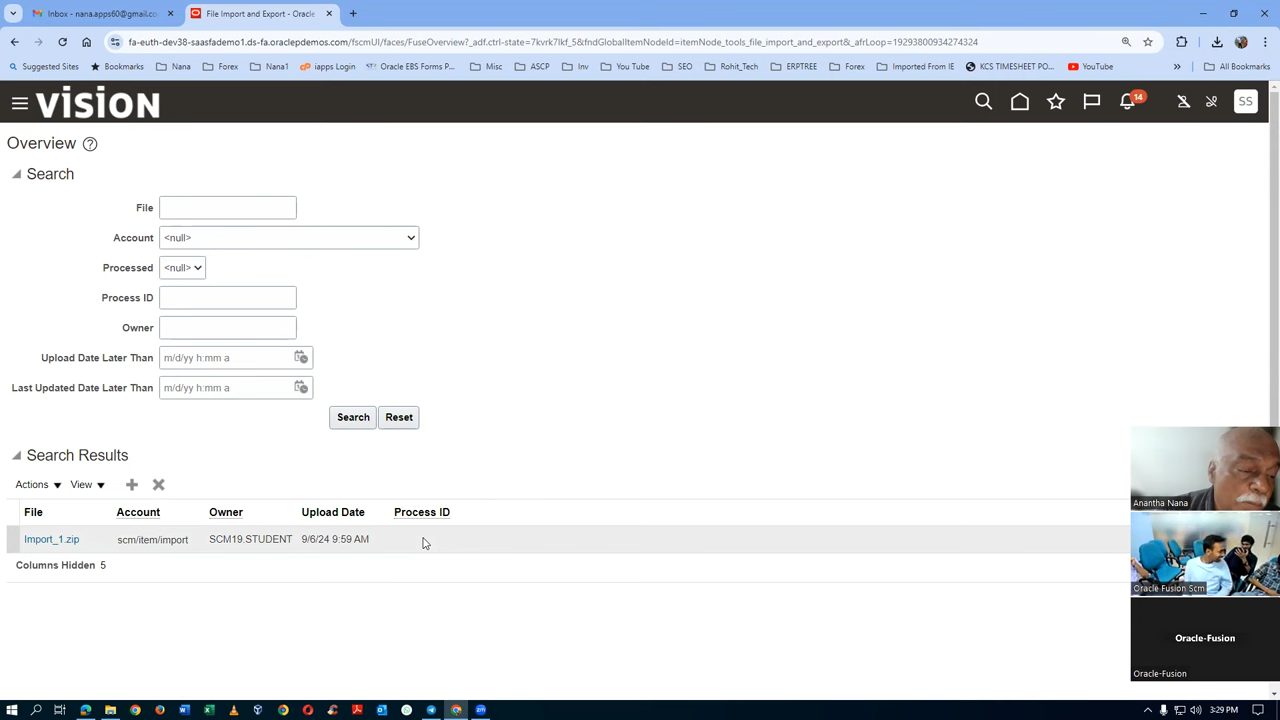 Inbox - nana.apps60@gmail.co
File Import and Export - Oracle
fa-euth-dev38-saasfademo1.ds-fa.oraclepdemos.com/fscmUI/faces/FuseOverview?_adf.ctrl-state=7kvrk7lkf_5&fndGlobalItemNodeId=itemNode_tools_file_import_and_export&_afrLoop=19293800934274324
Suggested Sites
Bookmarks
Nana
Forex
Nana1
iapps Login
Oracle EBS Forms P...
Misc
ASCP
Inv
You Tube
SEO
Rohit_Tech
ERPTREE
Forex
Imported From IE
KCS TIMESHEET PO...
YouTube
»
All Bookmarks
VISION
14
SS
Overview ?
Search
File
Account <null>
Processed <null>
Process ID
Owner
Upload Date Later Than m/d/yy h:mm a
Last Updated Date Later Than m/d/yy h:mm a
Search Reset
Search Results
Actions View
File Account Owner Upload Date Process ID
Import_1.zip scm/item/import SCM19.STUDENT 9/6/24 9:59 AM
Columns Hidden 5
Anantha Nana
Oracle Fusion Scm
Oracle-Fusion
Oracle-Fusion
3:29 PM